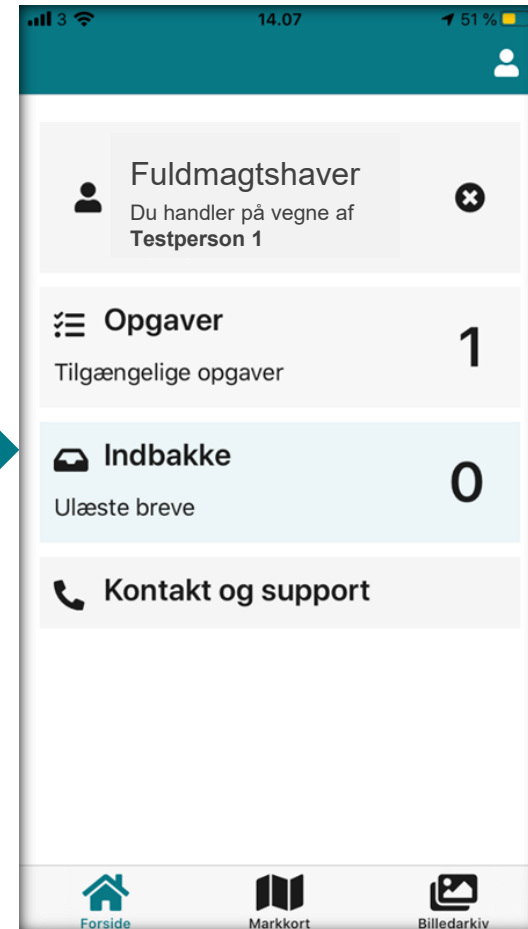 3 14.07 51 %
Fuldmagtshaver
Du handler på vegne af
Testperson 1
Opgaver
1
Tilgængelige opgaver
Indbakke
0
Ulæste breve
Kontakt og support
Forside Markkort Billedarkiv